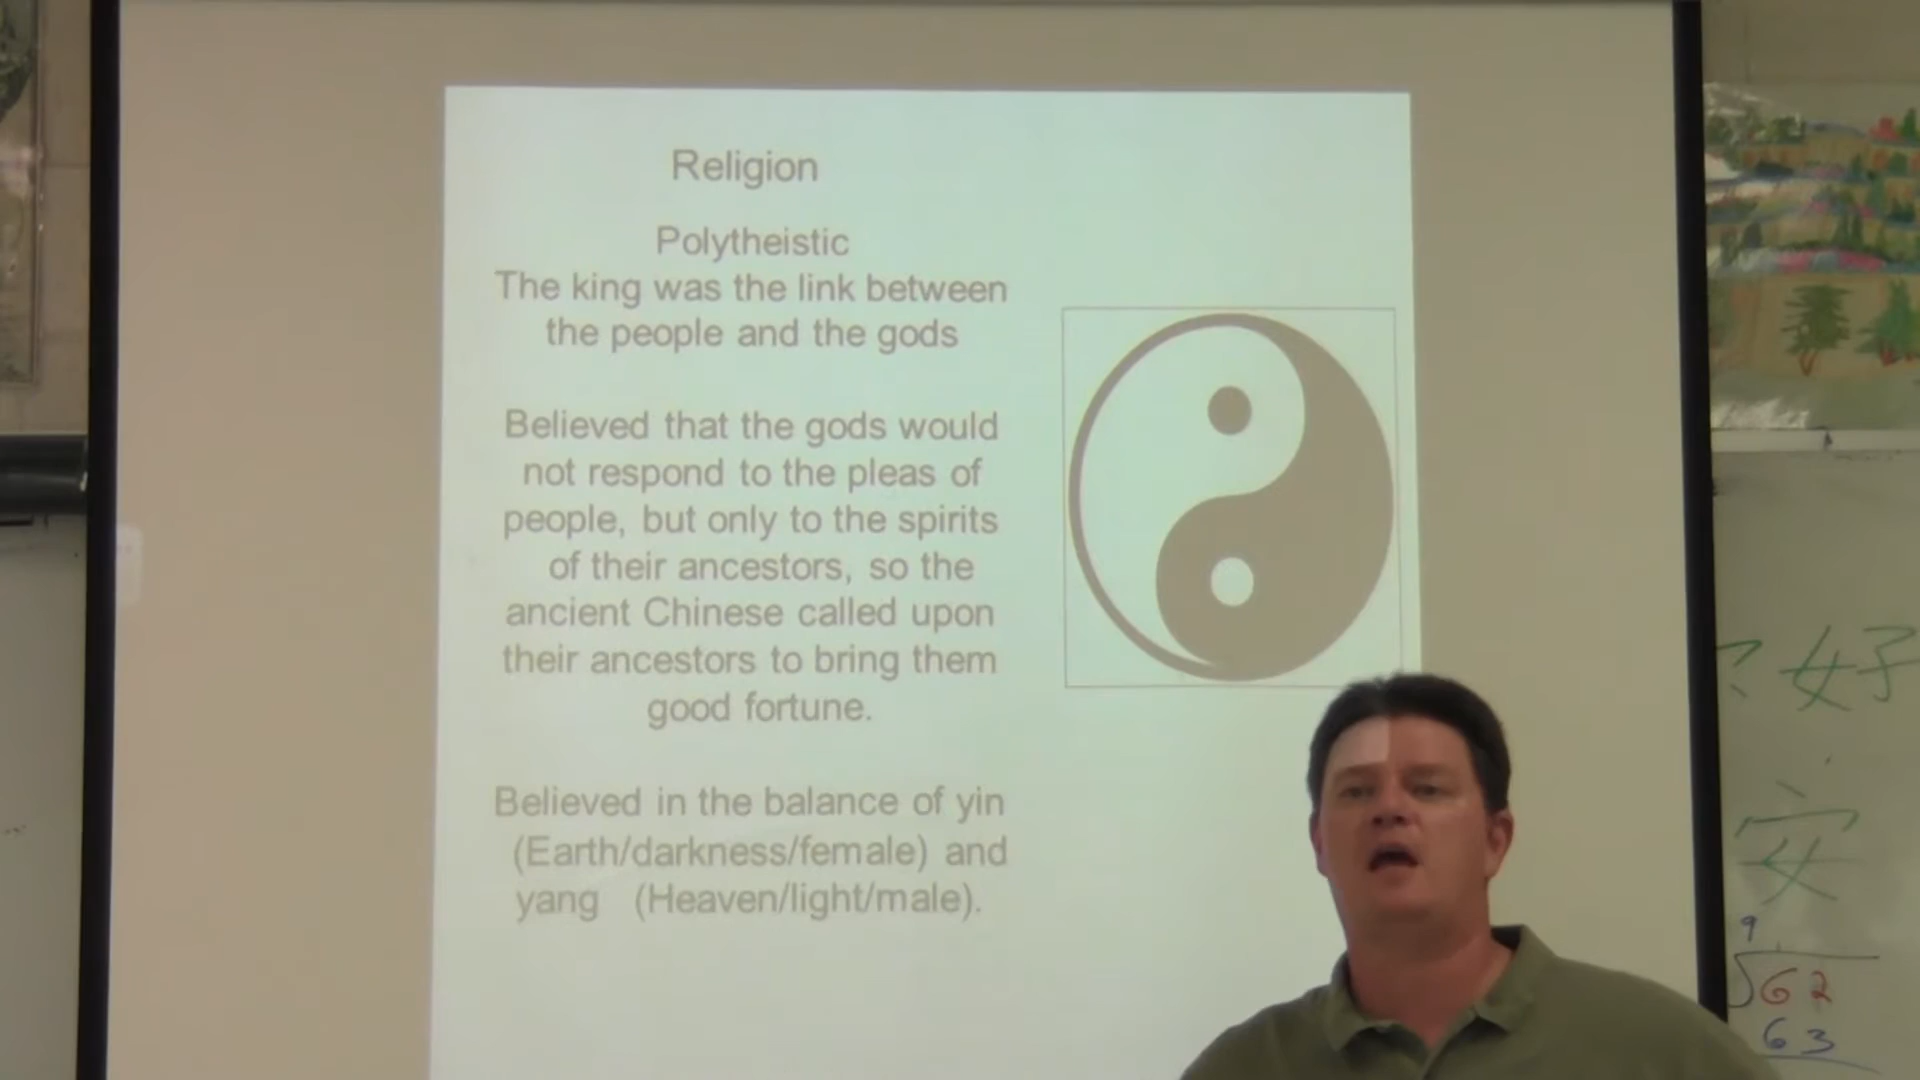 Religion
Polytheistic
The king was the link between
the people and the gods
Believed that the gods would
not respond to the pleas of
people, but only to the spirits
of their ancestors, so the
ancient Chinese called upon
their ancestors to bring them
good fortune.
Believed in the balance of yin
(Earth/darkness/female) and
yang (Heaven/light/male).
好
安
9
62
63